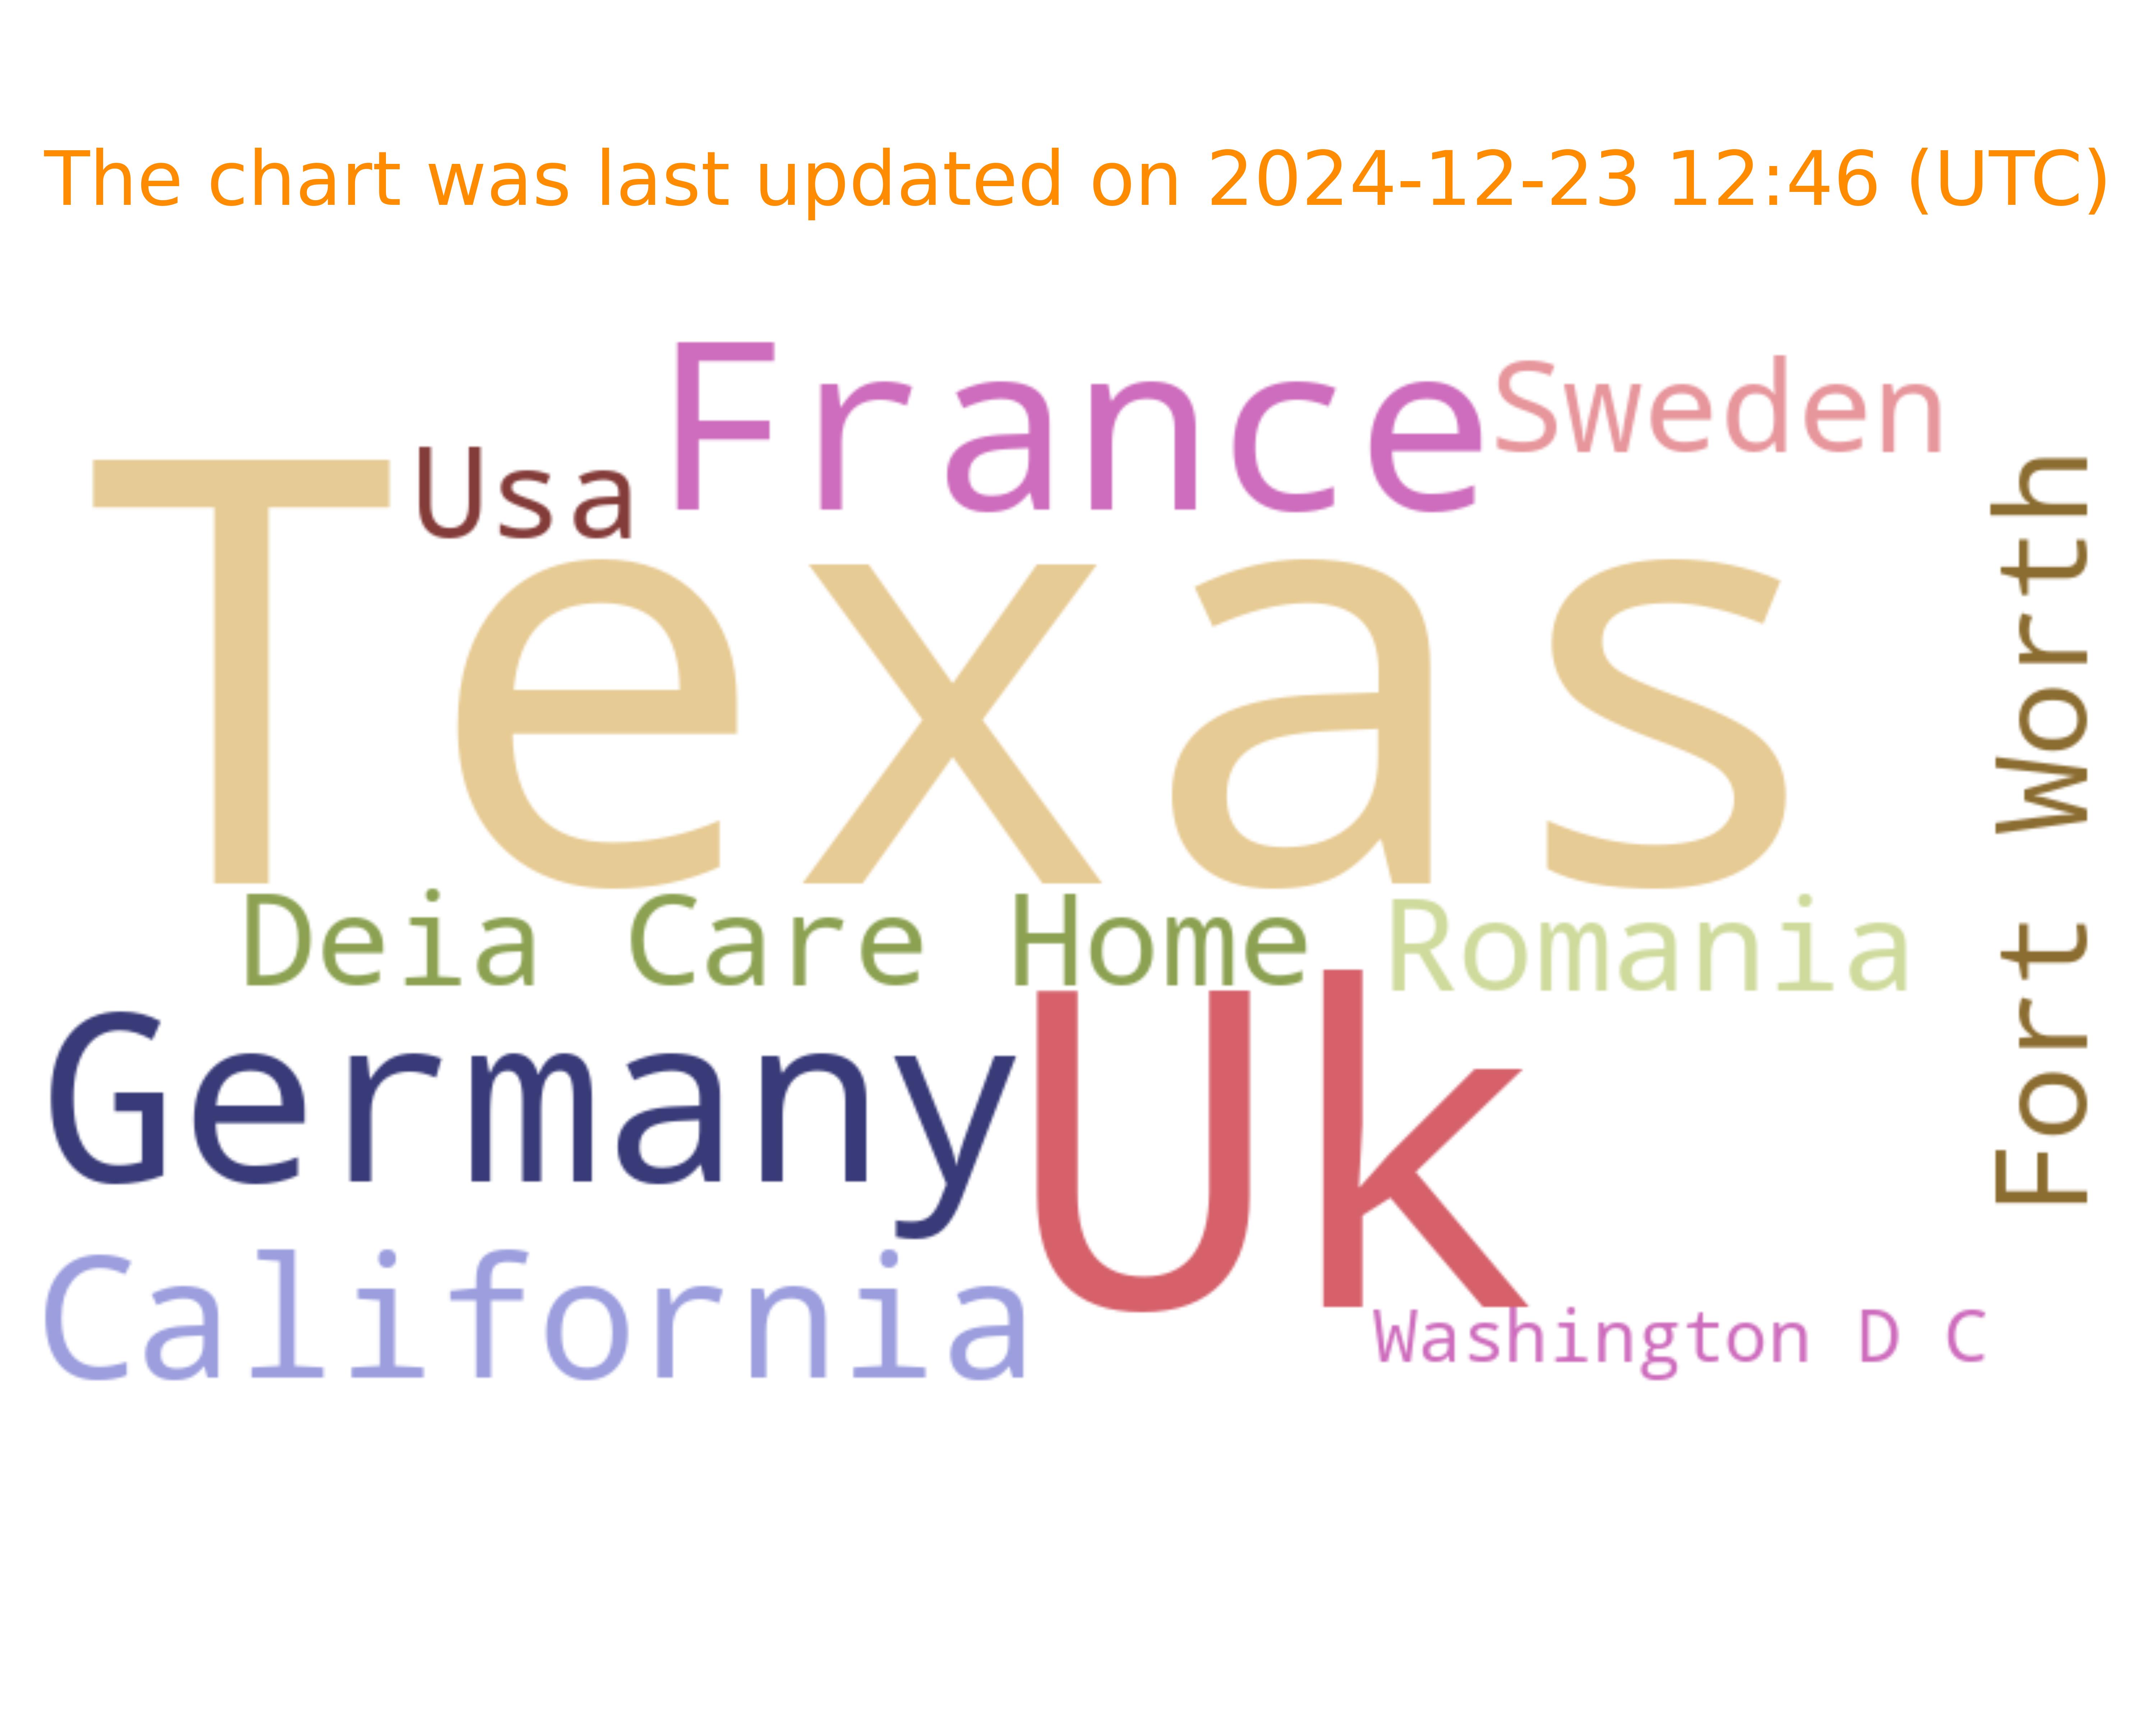 The chart was last updated on 2024-12-23 12:46 (UTC)
France
Sweden
Usa
Texas
Fort Worth
Deia Care Home
Romania
Germany
Uk
California
Washington D C